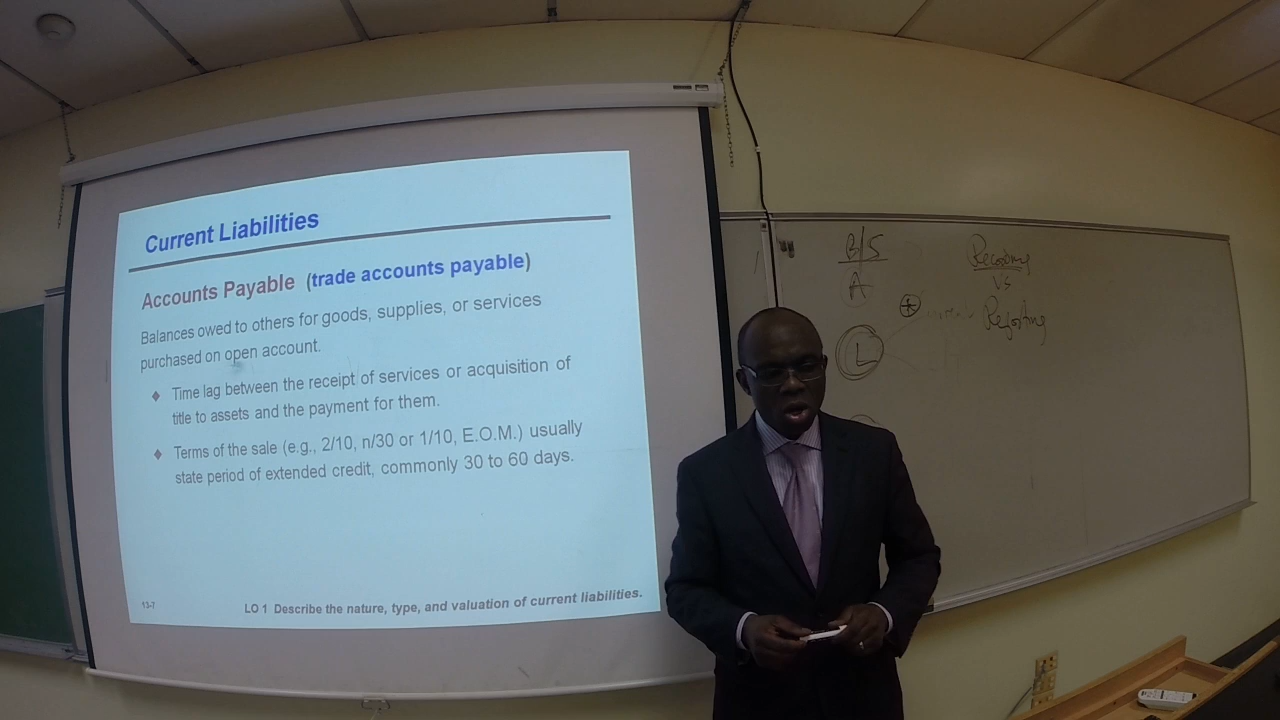 Current Liabilities
Accounts Payable (trade accounts payable)
Balances owed to others for goods, supplies, or services
purchased on open account.
Time lag between the receipt of services or acquisition of
title to assets and the payment for them.
Terms of the sale (e.g., 2/10, n/30 or 1/10, E.O.M.) usually
state period of extended credit, commonly 30 to 60 days.
13-7
LO 1 Describe the nature, type, and valuation of current liabilities.
B/S
A
L
Recording
vs
Reporting